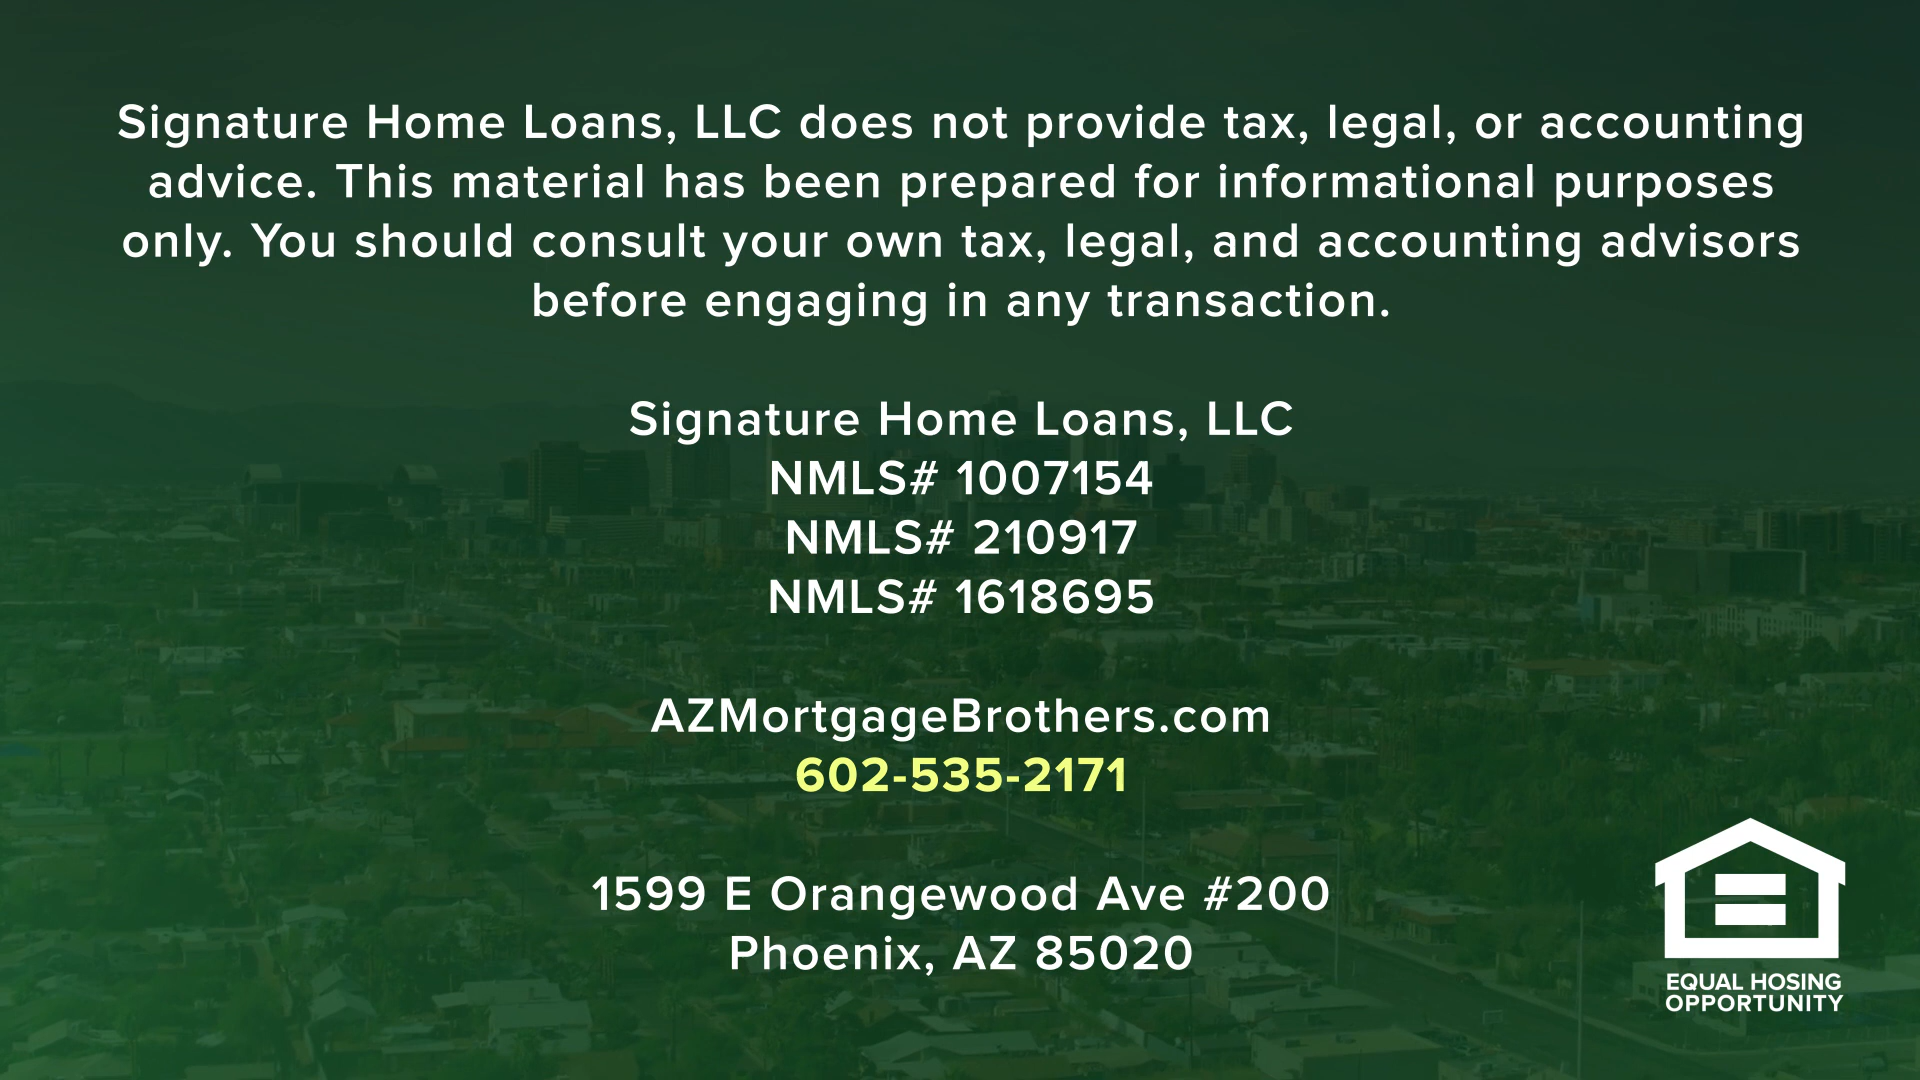 Signature Home Loans, LLC does not provide tax, legal, or accounting
advice. This material has been prepared for informational purposes
only. You should consult your own tax, legal, and accounting advisors
before engaging in any transaction.
Signature Home Loans, LLC
NMLS# 1007154
NMLS# 210917
NMLS# 1618695
AZMortgageBrothers.com
602-535-2171
1599 E Orangewood Ave #200
Phoenix, AZ 85020
EQUAL HOSING
OPPORTUNITY